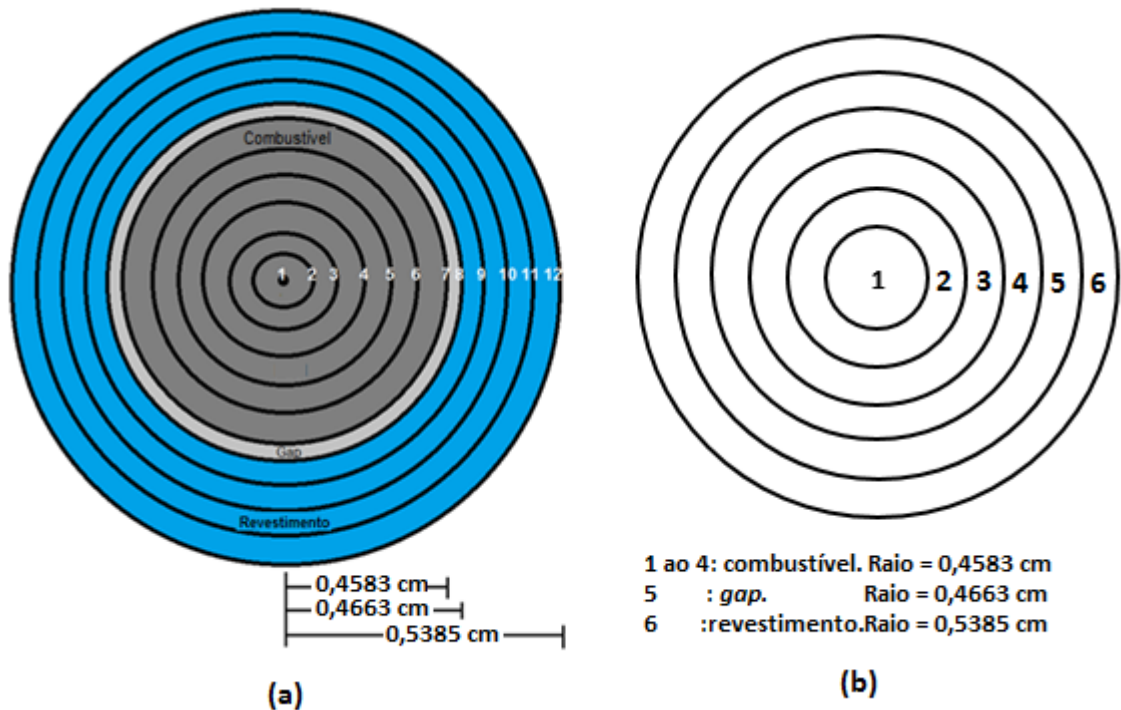 Combustível
1 2 3 4 5 6 7 8 9 10 11 12
Gap
Revestimento
0,4583 cm
0,4663 cm
0,5385 cm
(a)
1 2 3 4 5 6
1 ao 4: combustível. Raio = 0,4583 cm
5 : gap. Raio = 0,4663 cm
6 :revestimento.Raio = 0,5385 cm
(b)